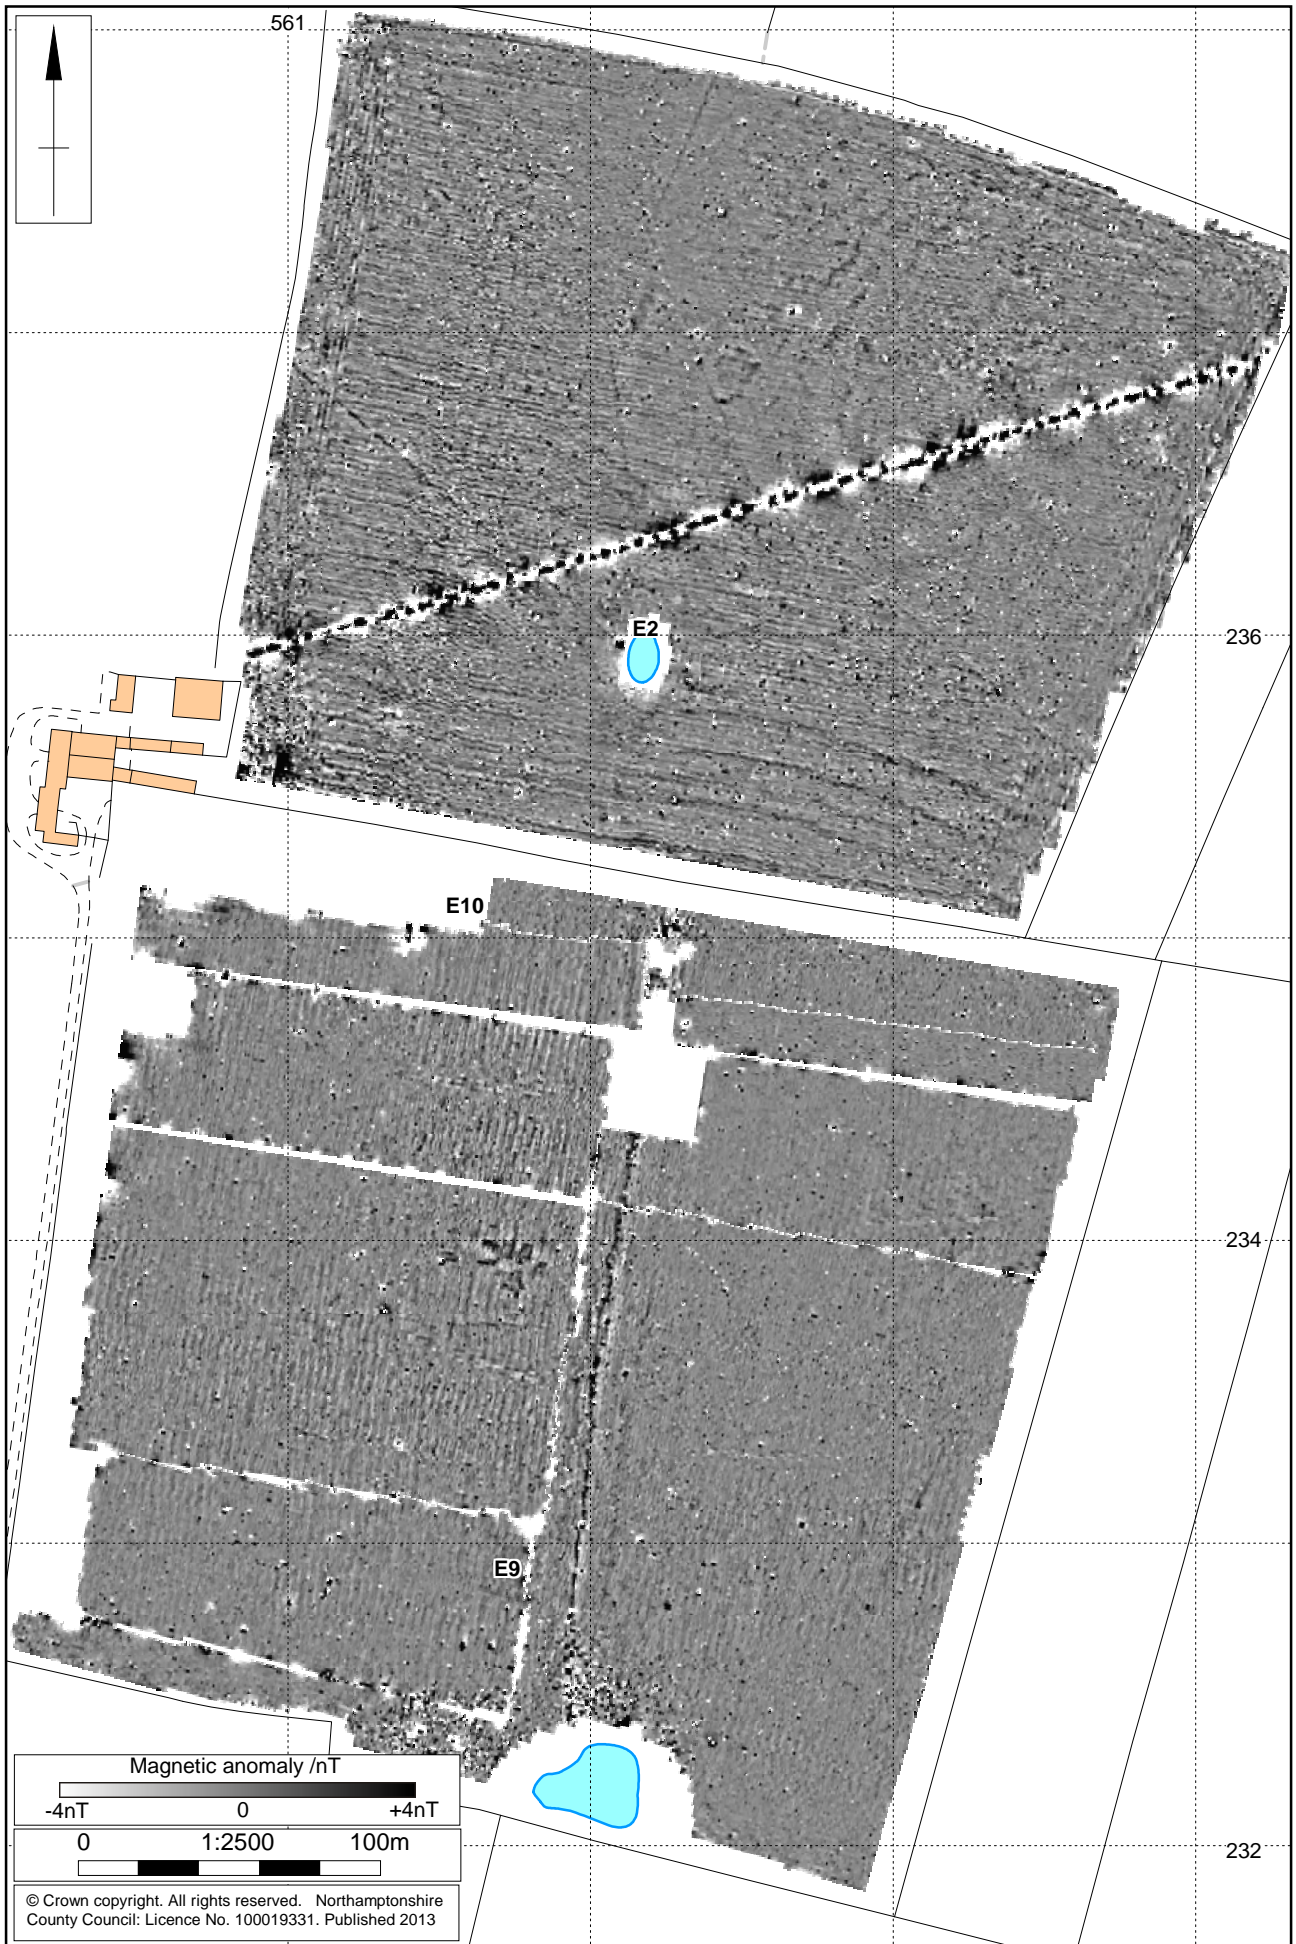 561
E2
236
E10
234
E9
Magnetic anomaly /nT
-4nT 0 +4nT
0 1:2500 100m
© Crown copyright. All rights reserved. Northamptonshire
County Council: Licence No. 100019331. Published 2013
232